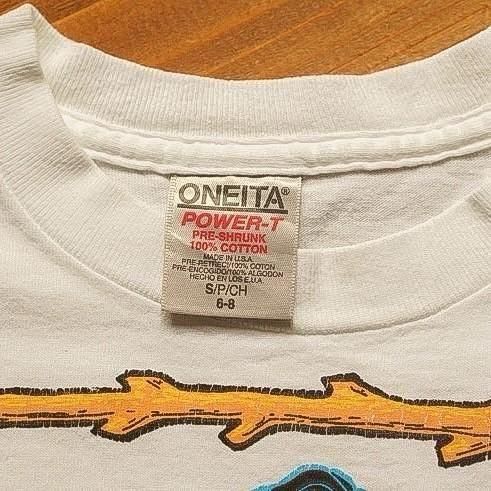 ONEITA®
POWER-T
PRE-SHRUNK
100% COTTON
MADE IN U.S.A.
PRE-RETRECI/100% COTON
PRE-ENCOGIDO/100% ALGODON
HECHO EN LOS E.U.A.
S/P/CH
6-8